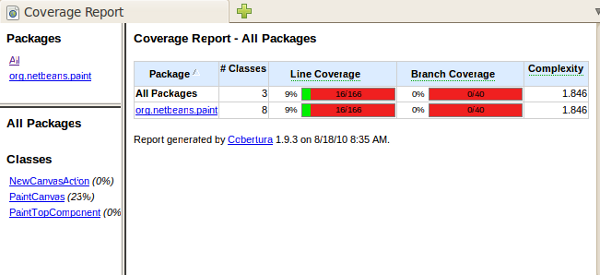 Coverage Report
Packages
All
org.netbeans.paint
All Packages
Classes
NewCanvasAction (0%)
PaintCanvas (23%)
PaintTopComponent (0%
Coverage Report - All Packages
Package # Classes Line Coverage Branch Coverage Complexity
All Packages 3 9% 16/166 0% 0/40 1.846
org.netbeans.paint 8 9% 16/166 0% 0/40 1.846
Report generated by Cobertura 1.9.3 on 8/18/10 8:35 AM.